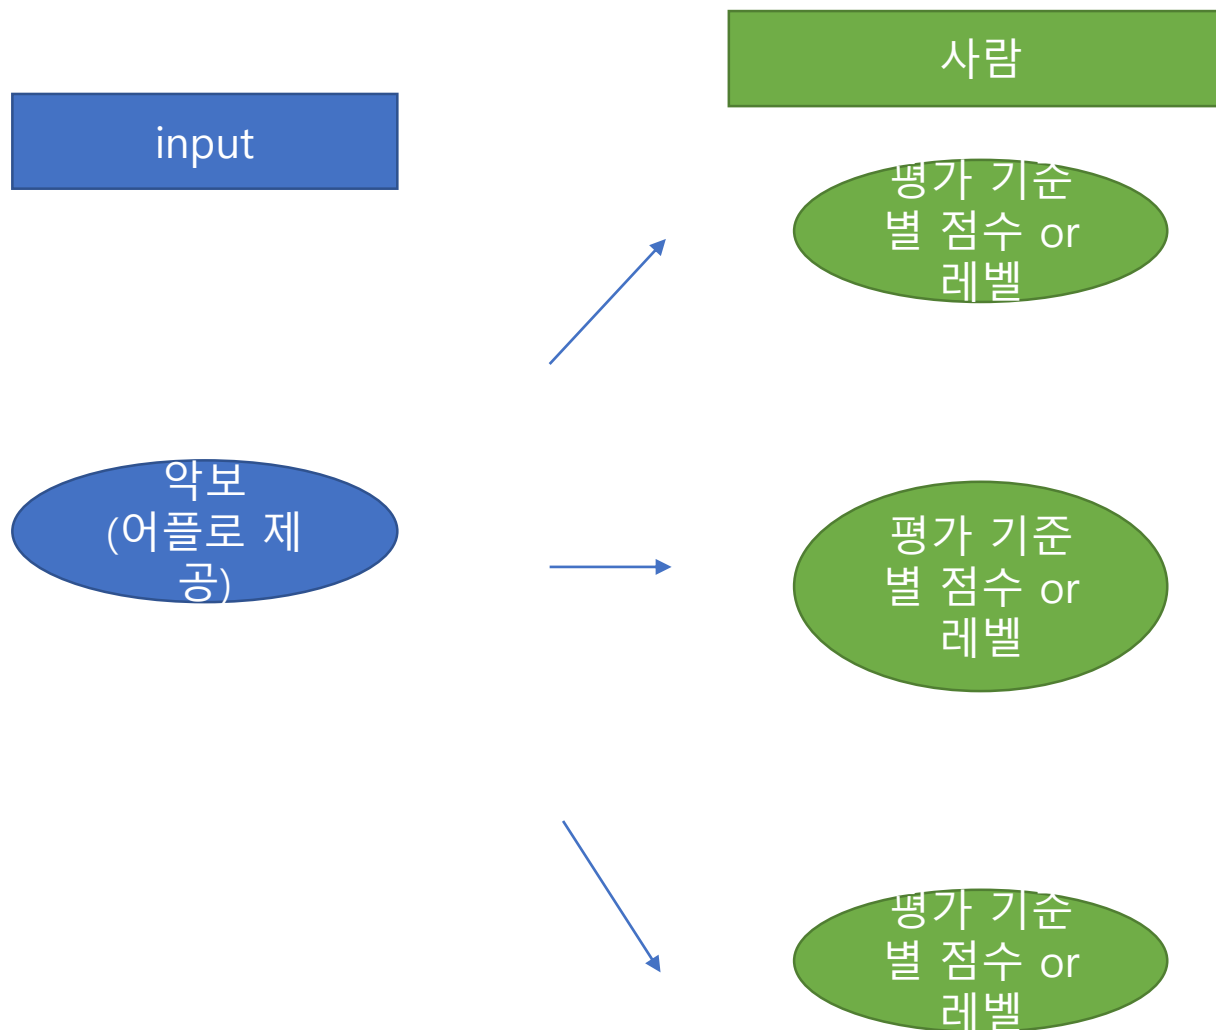 사람
input
평가 기준
별 점수 or
레벨
악보
(어플로 제
공)
평가 기준
별 점수 or
레벨
평가 기준
별 점수 or
레벨